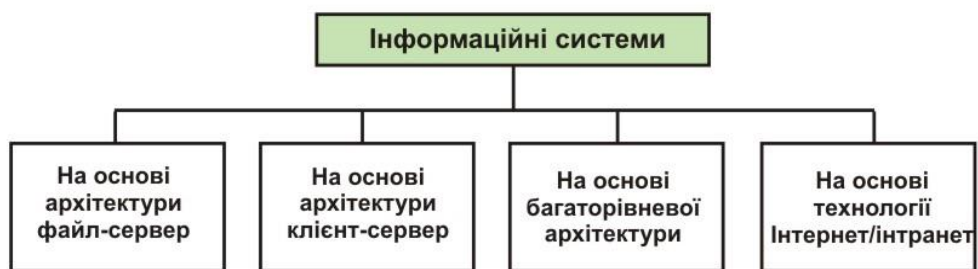 Інформаційні системи
На основі
архітектури
файл-сервер
На основі
архітектури
клієнт-сервер
На основі
багаторівневої
архітектури
На основі
технології
Інтернет/інтранет